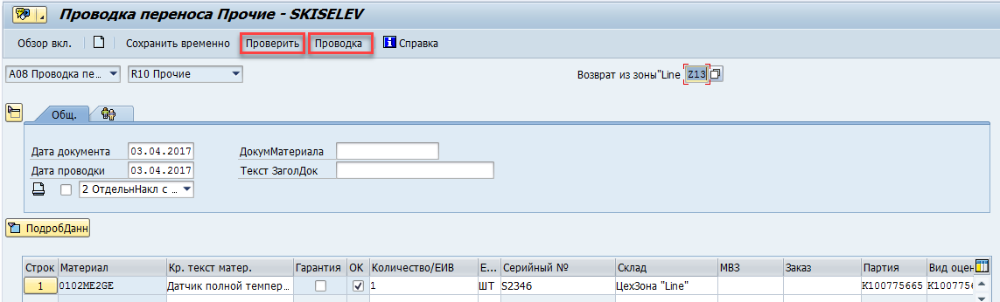 Проводка переноса Прочие - SKISELEV
Обзор вкл. Сохранить временно Проверить Проводка Справка
A08 Проводка пе... R10 Прочие Возврат из зоны"Line Z13
Общ.
Дата документа 03.04.2017 ДокумМатериала
Дата проводки 03.04.2017 Текст ЗаголДок
2 ОтдельнНакл с ...
ПодробДанн
Строк Материал Кр. текст матер. Гарантия ОК Количество/ЕИВ Е... Серийный № Склад МВЗ Заказ Партия Вид оцен
1 0102ME2GE Датчик полной темпер... 1 ШТ S2346 ЦехЗона "Line" K100775665 K1007756